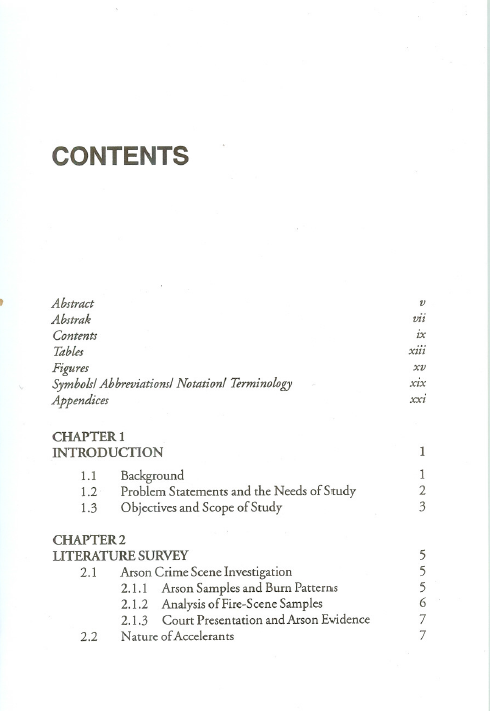 CONTENTS
Abstract v
Abstrak vii
Contents ix
Tables xiii
Figures xv
Symbols/ Abbreviations/ Notation/ Terminology xix
Appendices xxi
CHAPTER 1
INTRODUCTION 1
1.1 Background 1
1.2 Problem Statements and the Needs of Study 2
1.3 Objectives and Scope of Study 3
CHAPTER 2
LITERATURE SURVEY 5
2.1 Arson Crime Scene Investigation 5
2.1.1 Arson Samples and Burn Patterns 5
2.1.2 Analysis of Fire-Scene Samples 6
2.1.3 Court Presentation and Arson Evidence 7
2.2 Nature of Accelerants 7